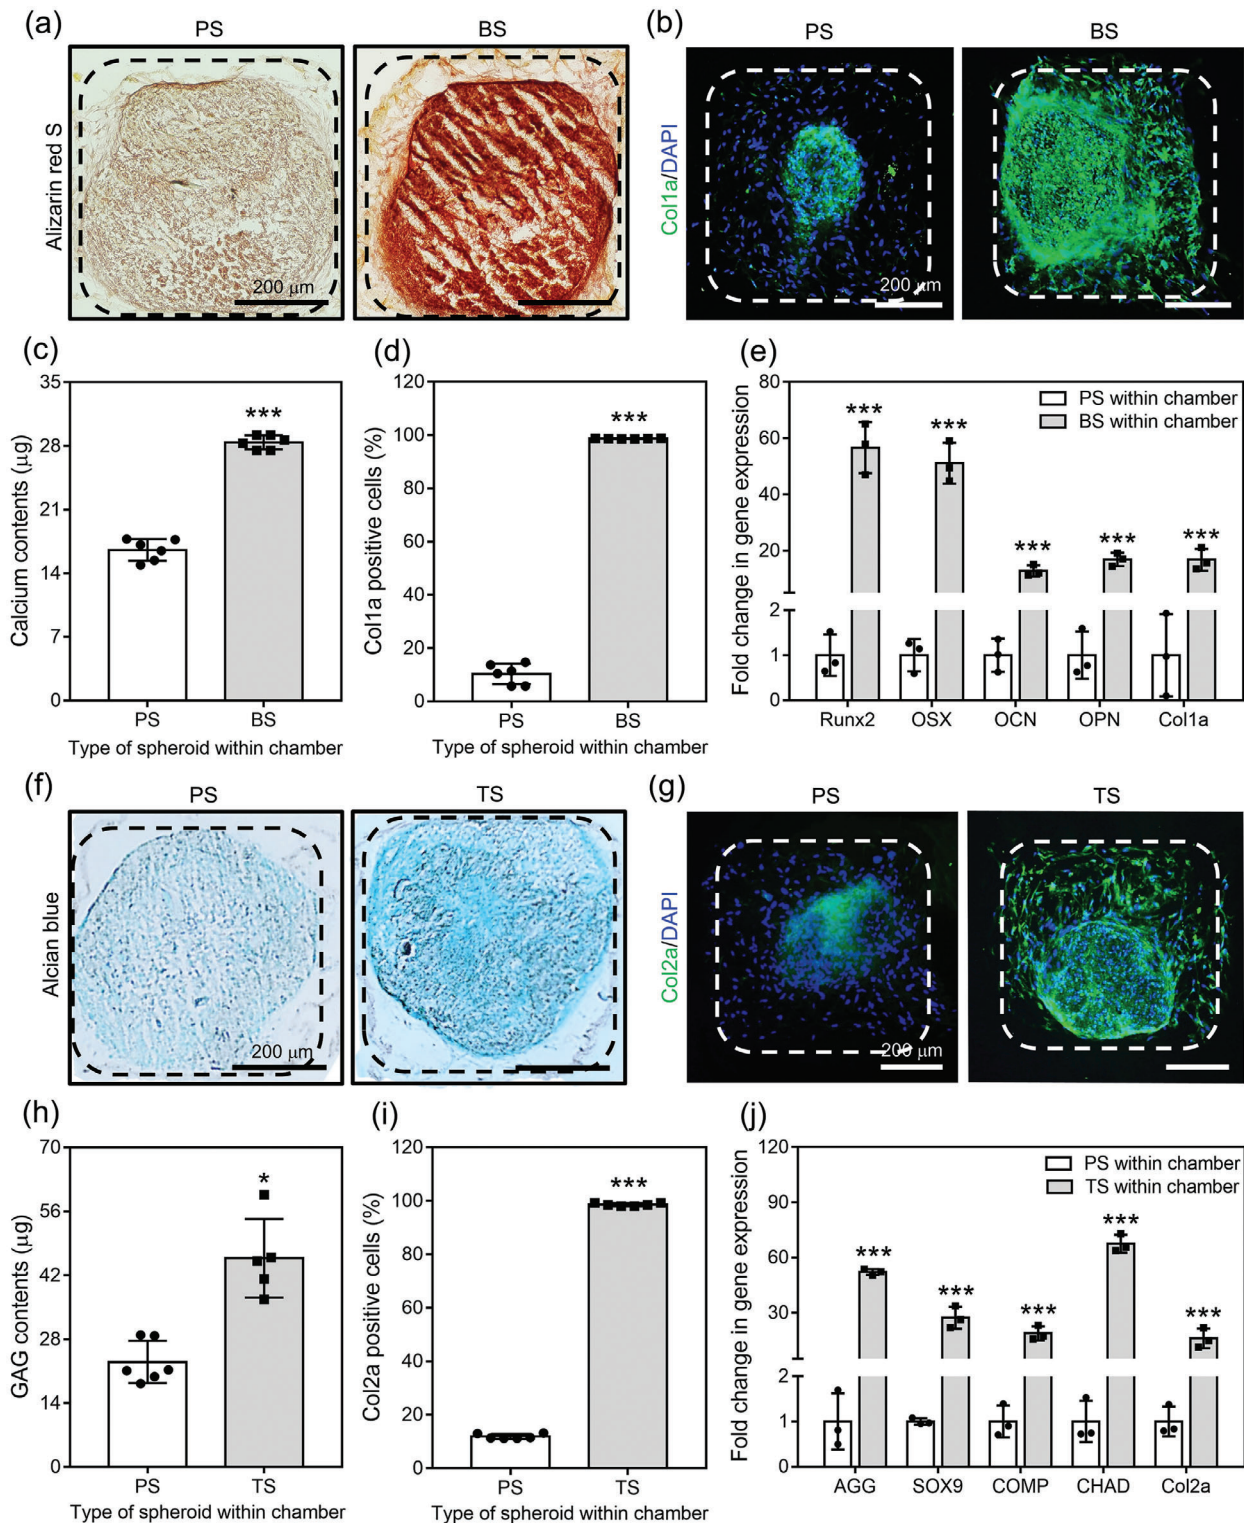 (a)
PS
BS
Alizarin red S
200 μm
(b)
PS
BS
Col1a/DAPI
200 μm
(c)
35
28
21
14
7
0
Calcium contents (μg)
***
PS
BS
Type of spheroid within chamber
(d)
120
100
80
60
40
20
0
Col1a positive cells (%)
***
PS
BS
Type of spheroid within chamber
(e)
80
60
40
20
2
1
0
Fold change in gene expression
PS within chamber
BS within chamber
***
***
***
***
***
Runx2
OSX
OCN
OPN
Col1a
(f)
PS
TS
Alcian blue
200 μm
(g)
PS
TS
Col2a/DAPI
200 μm
(h)
70
56
42
28
14
0
GAG contents (μg)
*
PS
TS
Type of spheroid within chamber
(i)
120
100
80
60
40
20
0
Col2a positive cells (%)
***
PS
TS
Type of spheroid within chamber
(j)
120
90
60
30
2
1
0
Fold change in gene expression
PS within chamber
TS within chamber
***
***
***
***
***
AGG
SOX9
COMP
CHAD
Col2a